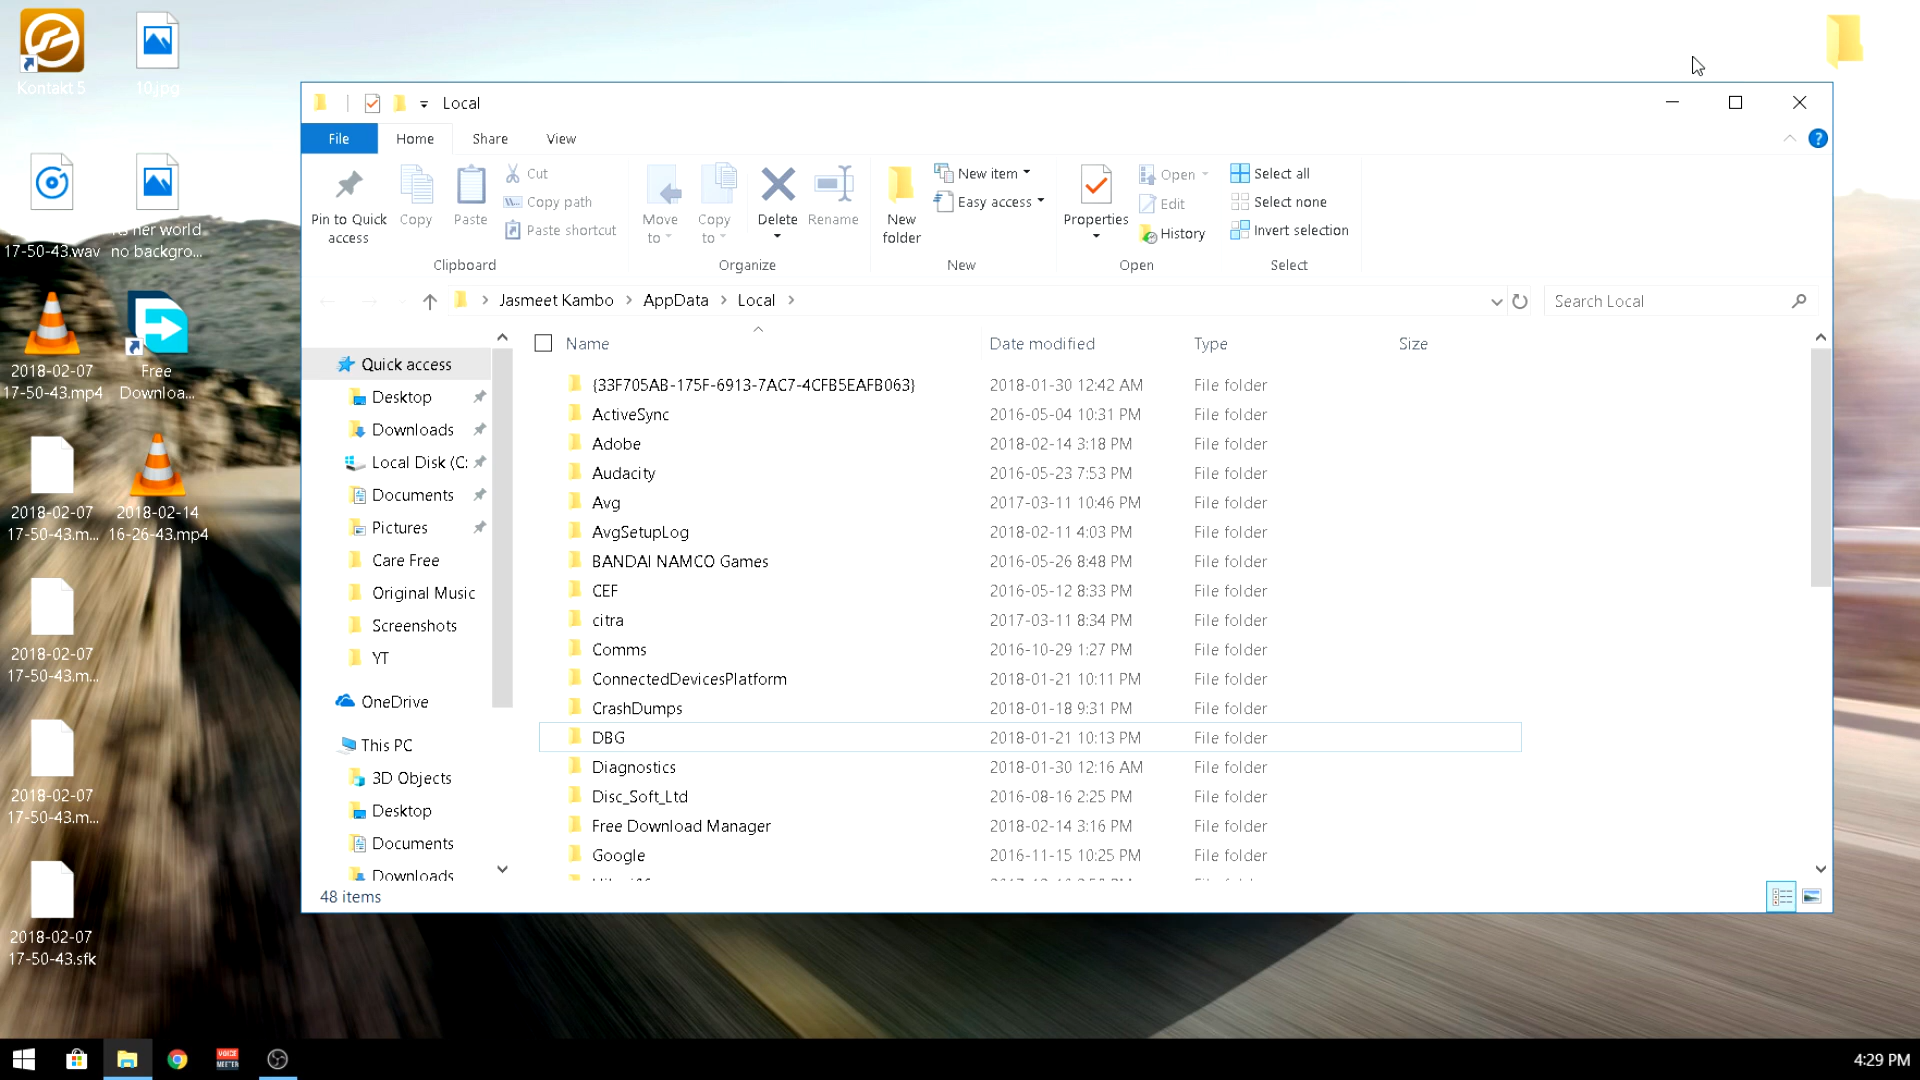 Kontakt 5
10.jpg
17-50-43.wav
her world
no backgro...
2018-02-07
17-50-43.mp4
Free
Downloa...
2018-02-07
17-50-43.m...
2018-02-14
16-26-43.mp4
2018-02-07
17-50-43.m...
2018-02-07
17-50-43.m...
2018-02-07
17-50-43.sfk
Local
File Home Share View
Pin to Quick
access
Copy
Paste
Cut
Copy path
Paste shortcut
Clipboard
Move
to
Copy
to
Delete
Rename
Organize
New
folder
New item
Easy access
New
Properties
Open
Edit
History
Open
Select all
Select none
Invert selection
Select
Jasmeet Kambo > AppData > Local >
Search Local
Quick access
Desktop
Downloads
Local Disk (C:
Documents
Pictures
Care Free
Original Music
Screenshots
YT
OneDrive
This PC
3D Objects
Desktop
Documents
Downloads
Name Date modified Type Size
{33F705AB-175F-6913-7AC7-4CFB5EAFB063} 2018-01-30 12:42 AM File folder
ActiveSync 2016-05-04 10:31 PM File folder
Adobe 2018-02-14 3:18 PM File folder
Audacity 2016-05-23 7:53 PM File folder
Avg 2017-03-11 10:46 PM File folder
AvgSetupLog 2018-02-11 4:03 PM File folder
BANDAI NAMCO Games 2016-05-26 8:48 PM File folder
CEF 2016-05-12 8:33 PM File folder
citra 2017-03-11 8:34 PM File folder
Comms 2016-10-29 1:27 PM File folder
ConnectedDevicesPlatform 2018-01-21 10:11 PM File folder
CrashDumps 2018-01-18 9:31 PM File folder
DBG 2018-01-21 10:13 PM File folder
Diagnostics 2018-01-30 12:16 AM File folder
Disc_Soft_Ltd 2016-08-16 2:25 PM File folder
Free Download Manager 2018-02-14 3:16 PM File folder
Google 2016-11-15 10:25 PM File folder
48 items
VOICE
MEETER
4:29 PM